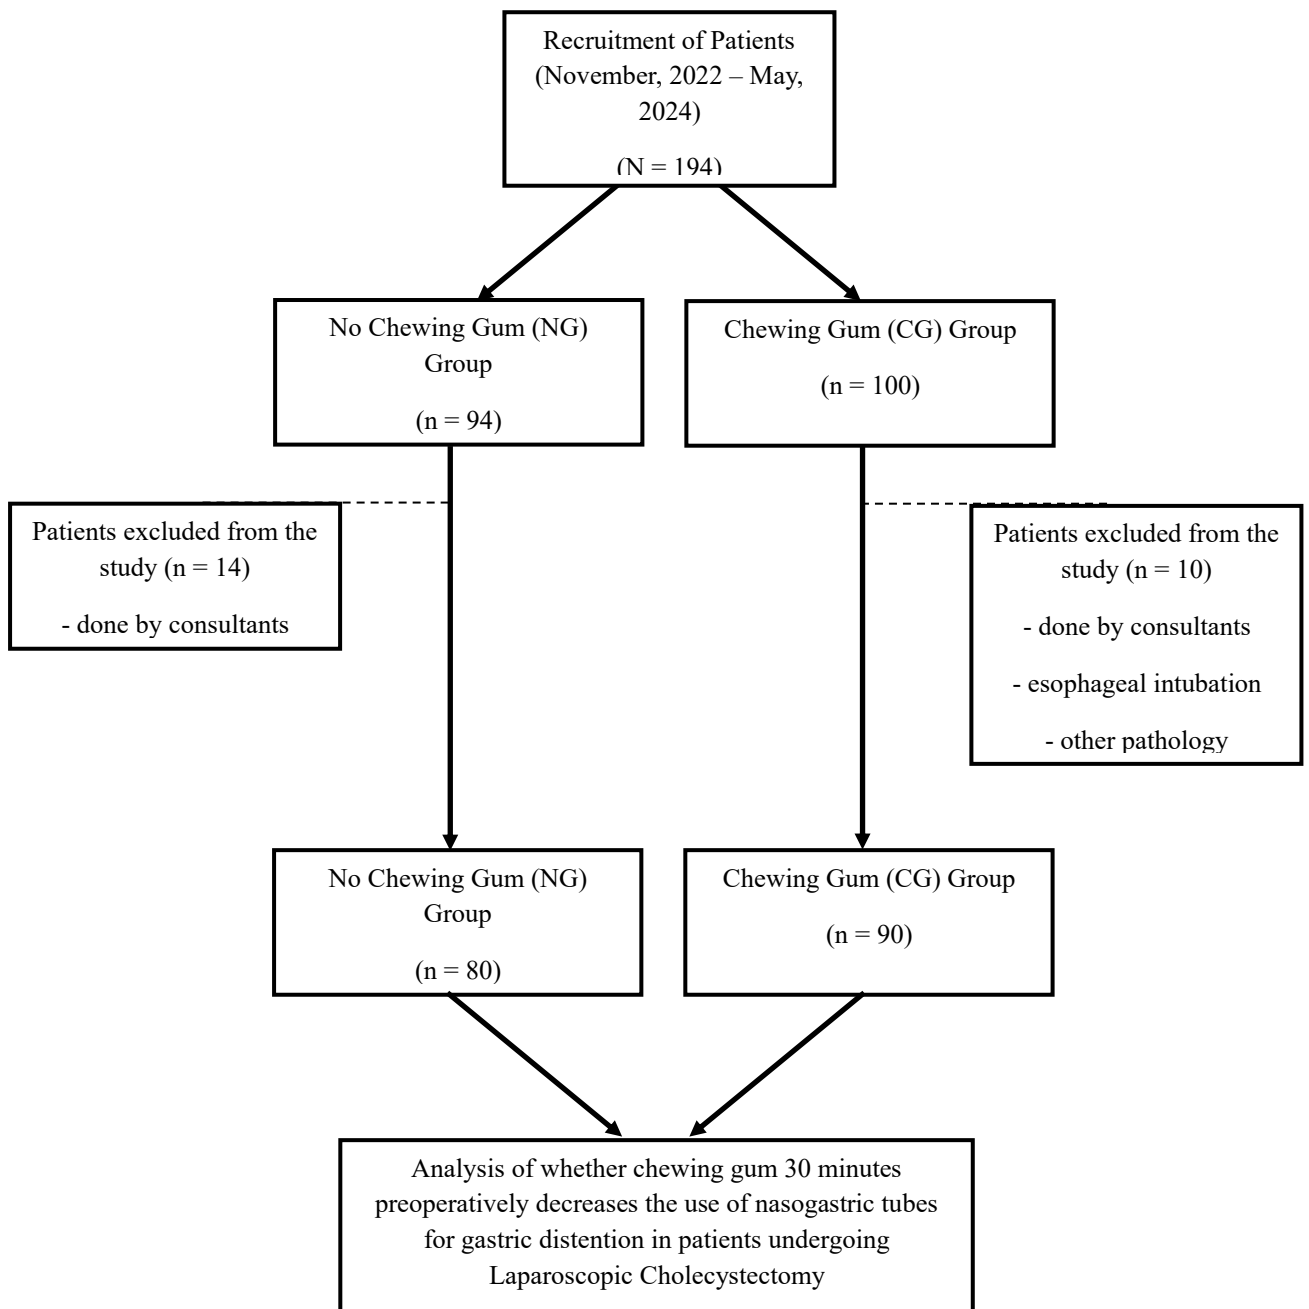 Recruitment of Patients
(November, 2022 – May,
2024)
(N = 194)
No Chewing Gum (NG)
Group
(n = 94)
Chewing Gum (CG) Group
(n = 100)
Patients excluded from the
study (n = 14)
- done by consultants
Patients excluded from the
study (n = 10)
- done by consultants
- esophageal intubation
- other pathology
No Chewing Gum (NG)
Group
(n = 80)
Chewing Gum (CG) Group
(n = 90)
Analysis of whether chewing gum 30 minutes
preoperatively decreases the use of nasogastric tubes
for gastric distention in patients undergoing
Laparoscopic Cholecystectomy